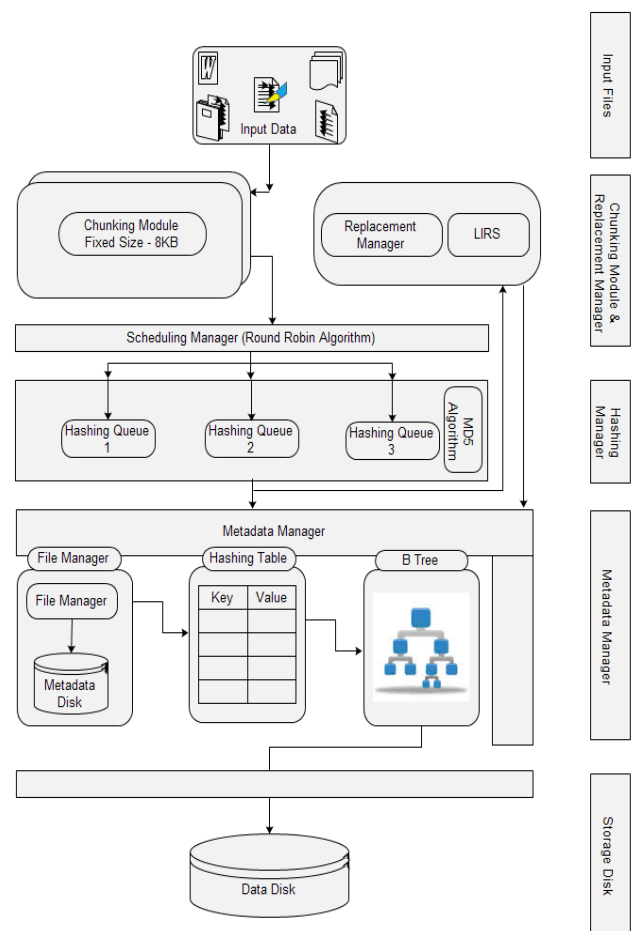 Input Data
Input Files
Chunking Module
Fixed Size - 8KB
Replacement
Manager
LIRS
Chunking Module &
Replacement Manager
Scheduling Manager (Round Robin Algorithm)
Hashing Queue
1
Hashing Queue
2
Hashing Queue
3
MD5
Algorithm
Hashing
Manager
Metadata Manager
File Manager
Hashing Table
B Tree
File Manager
Key
Value
Metadata
Disk
Metadata Manager
Data Disk
Storage Disk